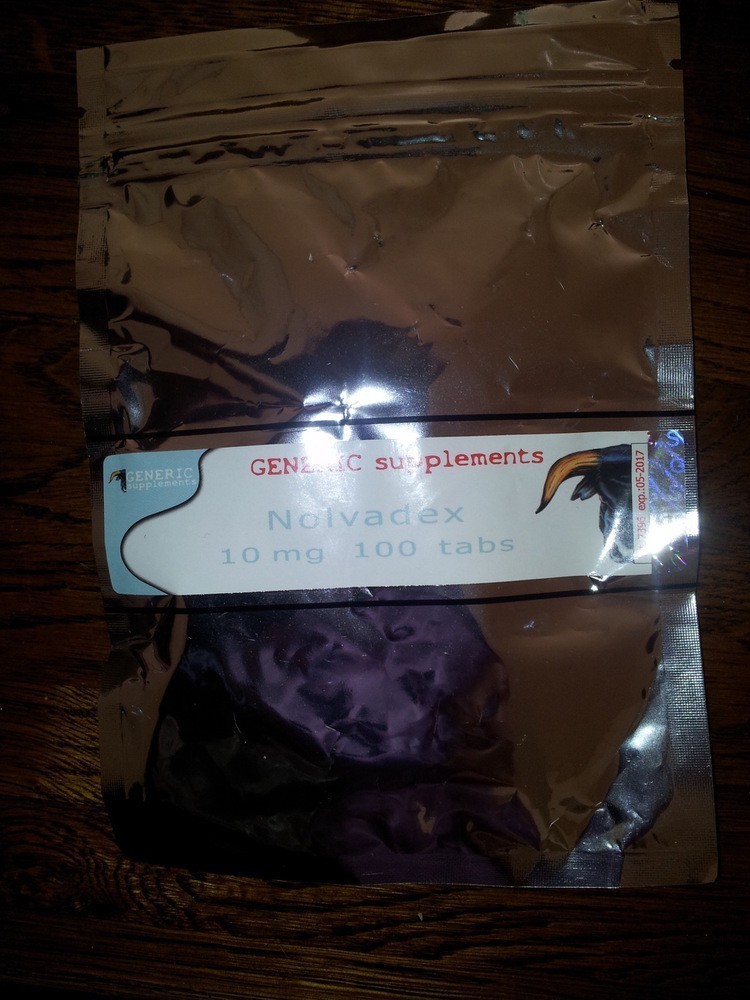 GENERIC
supplements
GENERIC supplements
Nolvadex
10 mg 100 tabs
exp.:05-2017